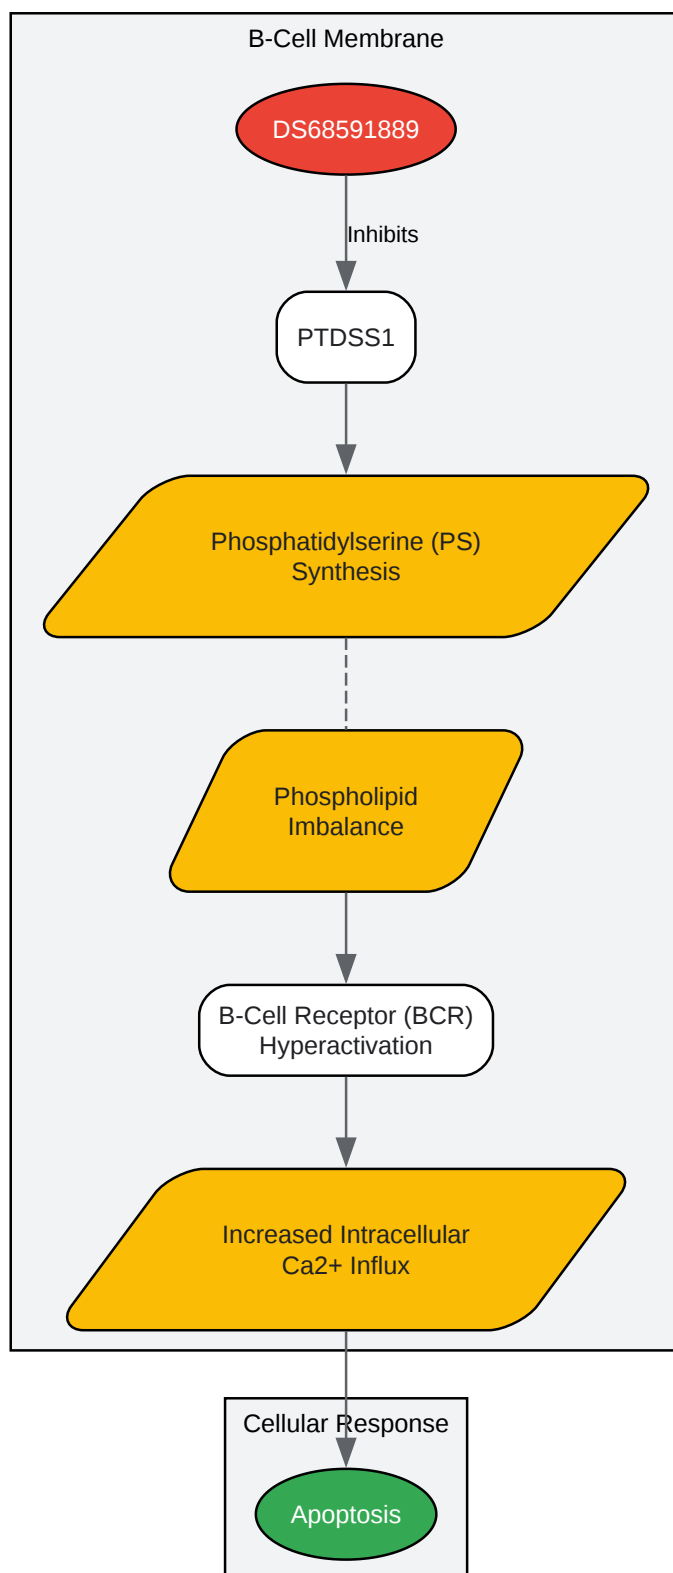 B-Cell Membrane
DS68591889
Inhibits
PTDSS1
Phosphatidylserine (PS)
Synthesis
Phospholipid
Imbalance
B-Cell Receptor (BCR)
Hyperactivation
Increased Intracellular
Ca2+ Influx
Cellular Response
Apoptosis